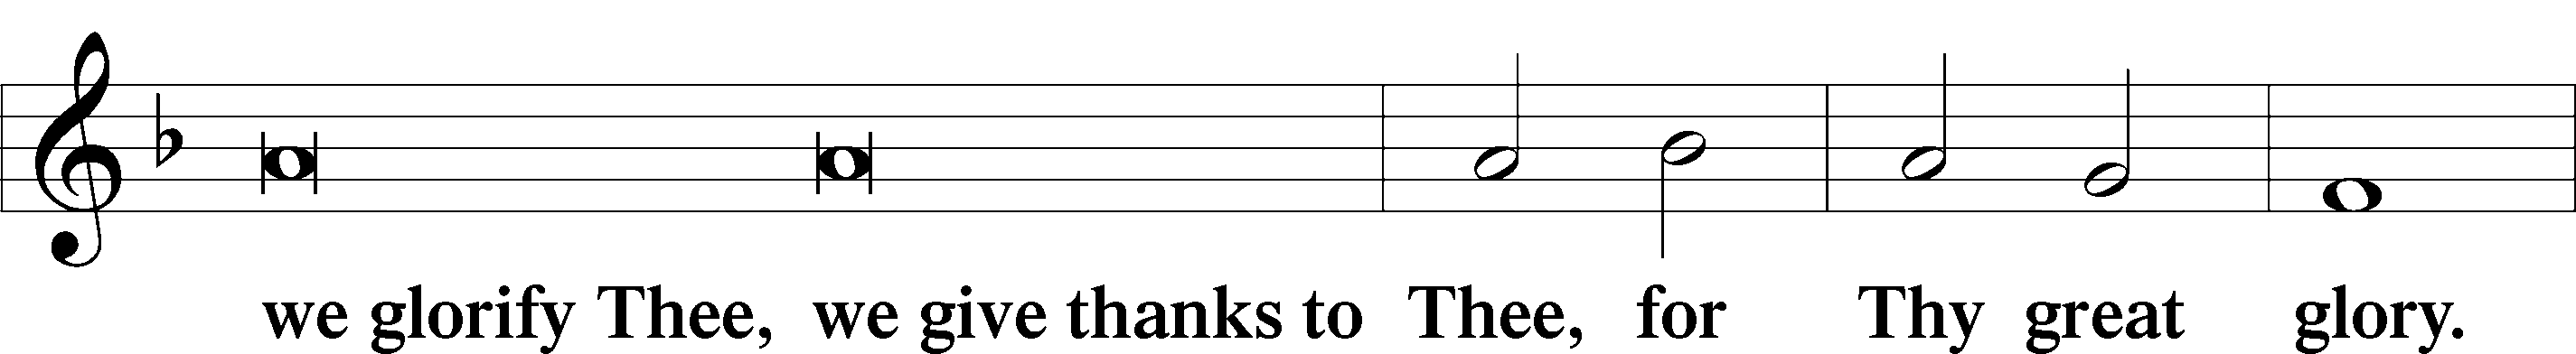 we glorify Thee, we give thanks to Thee, for Thy great glory.